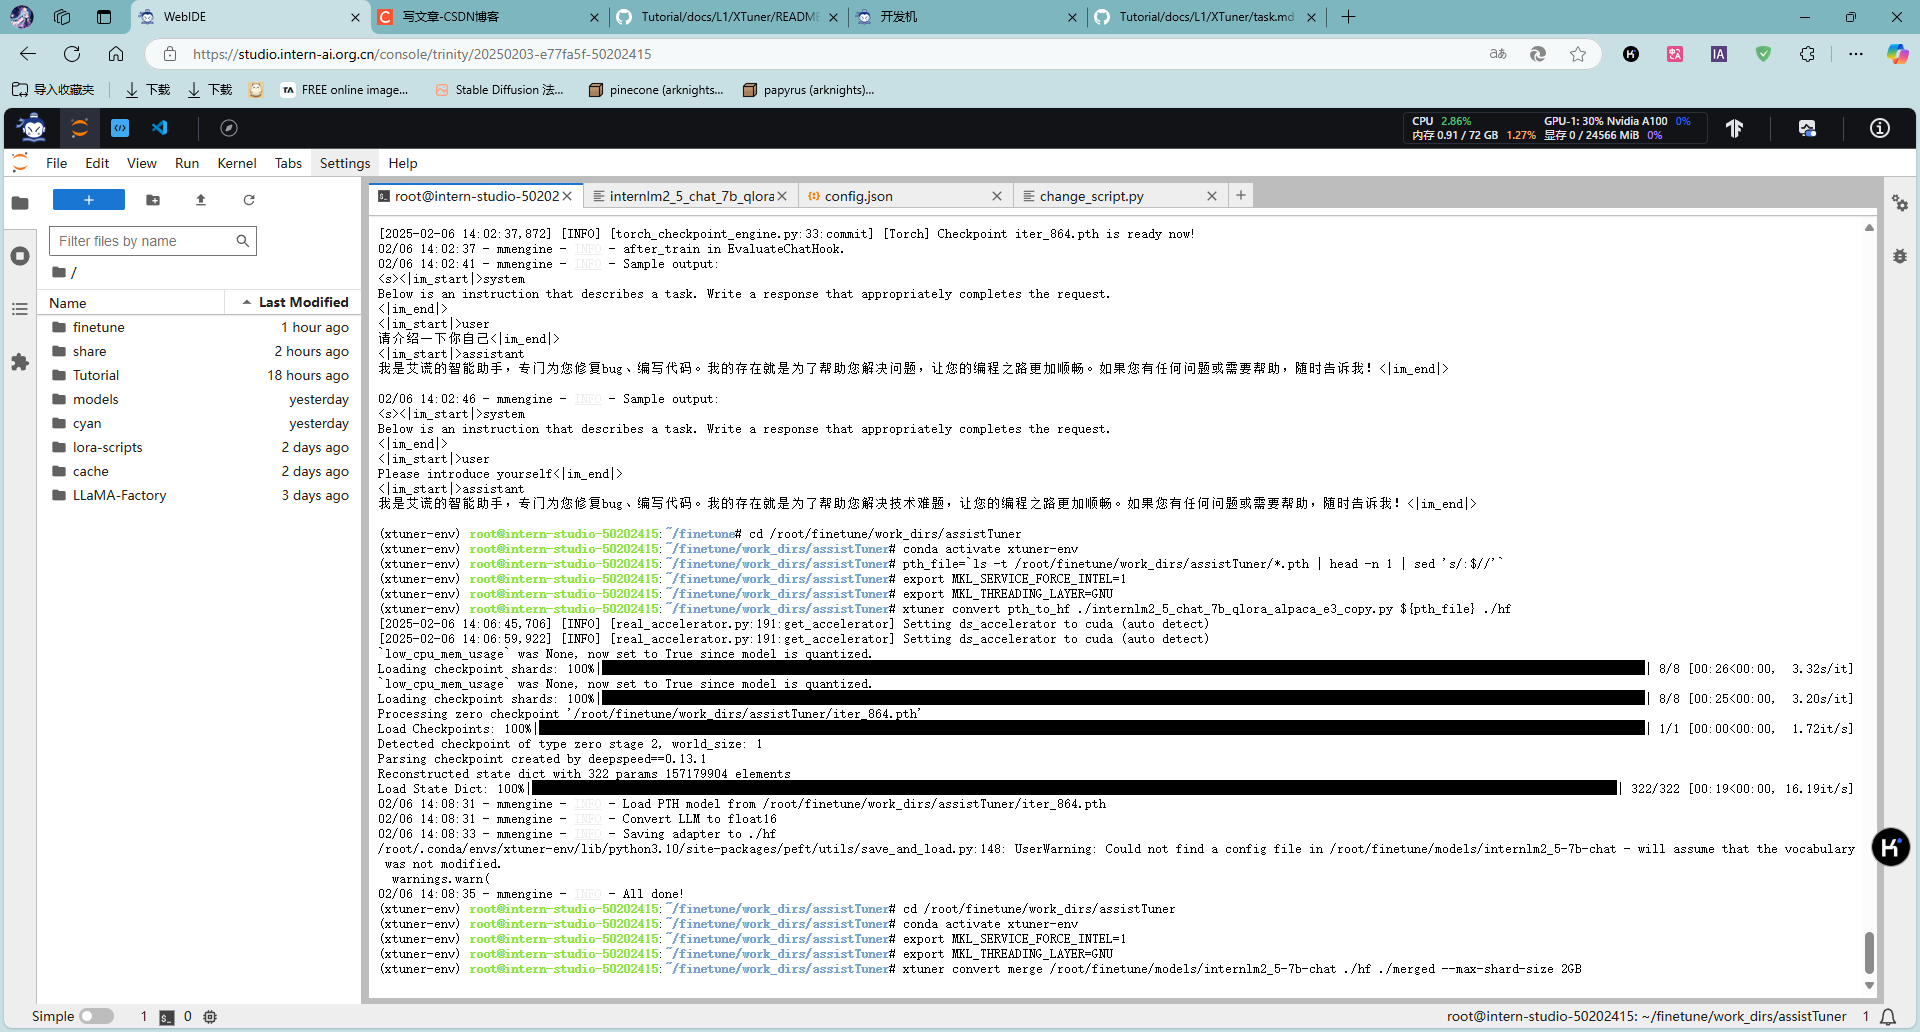 WebIDE
写文章-CSDN博客
Tutorial/docs/L1/XTuner/README
开发机
Tutorial/docs/L1/XTuner/task.md
https://studio.intern-ai.org.cn/console/trinity/20250203-e77fa5f-50202415
导入收藏夹
下载
下载
FREE online image...
Stable Diffusion 法...
pinecone (arknights...
papyrus (arknights)...
CPU 2.86%
GPU-1: 30% Nvidia A100 0%
内存 0.91 / 72 GB 1.27%
显存 0 / 24566 MiB 0%
File Edit View Run Kernel Tabs Settings Help
root@intern-studio-50202
internlm2_5_chat_7b_qlora
config.json
change_script.py
Filter files by name
/
Name Last Modified
finetune 1 hour ago
share 2 hours ago
Tutorial 18 hours ago
models yesterday
cyan yesterday
lora-scripts 2 days ago
cache 2 days ago
LLaMA-Factory 3 days ago
[2025-02-06 14:02:37,872] [INFO] [torch_checkpoint_engine.py:33:commit] [Torch] Checkpoint iter_864.pth is ready now!
02/06 14:02:37 - mmengine - INFO - after_train in EvaluateChatHook.
02/06 14:02:41 - mmengine - INFO - Sample output:
<s><|im_start|>system
Below is an instruction that describes a task. Write a response that appropriately completes the request.
<|im_end|>
<|im_start|>user
请介绍一下你自己<|im_end|>
<|im_start|>assistant
我是艾谎的智能助手，专门为您修复bug、编写代码。我的存在就是为了帮助您解决问题，让您的编程之路更加顺畅。如果您有任何问题或需要帮助，随时告诉我！<|im_end|>
02/06 14:02:46 - mmengine - INFO - Sample output:
<s><|im_start|>system
Below is an instruction that describes a task. Write a response that appropriately completes the request.
<|im_end|>
<|im_start|>user
Please introduce yourself<|im_end|>
<|im_start|>assistant
我是艾谎的智能助手，专门为您修复bug、编写代码。我的存在就是为了帮助您解决技术难题，让您的编程之路更加顺畅。如果您有任何问题或需要帮助，随时告诉我！<|im_end|>
(xtuner-env) root@intern-studio-50202415:~/finetune# cd /root/finetune/work_dirs/assistTuner
(xtuner-env) root@intern-studio-50202415:~/finetune/work_dirs/assistTuner# conda activate xtuner-env
(xtuner-env) root@intern-studio-50202415:~/finetune/work_dirs/assistTuner# pth_file=`ls -t /root/finetune/work_dirs/assistTuner/*.pth | head -n 1 | sed 's/:$//'`
(xtuner-env) root@intern-studio-50202415:~/finetune/work_dirs/assistTuner# export MKL_SERVICE_FORCE_INTEL=1
(xtuner-env) root@intern-studio-50202415:~/finetune/work_dirs/assistTuner# export MKL_THREADING_LAYER=GNU
(xtuner-env) root@intern-studio-50202415:~/finetune/work_dirs/assistTuner# xtuner convert pth_to_hf ./internlm2_5_chat_7b_qlora_alpaca_e3_copy.py ${pth_file} ./hf
[2025-02-06 14:06:45,706] [INFO] [real_accelerator.py:191:get_accelerator] Setting ds_accelerator to cuda (auto detect)
[2025-02-06 14:06:59,922] [INFO] [real_accelerator.py:191:get_accelerator] Setting ds_accelerator to cuda (auto detect)
`low_cpu_mem_usage` was None, now set to True since model is quantized.
Loading checkpoint shards: 100%| | 8/8 [00:26<00:00, 3.32s/it]
`low_cpu_mem_usage` was None, now set to True since model is quantized.
Loading checkpoint shards: 100%| | 8/8 [00:25<00:00, 3.20s/it]
Processing zero checkpoint '/root/finetune/work_dirs/assistTuner/iter_864.pth'
Load Checkpoints: 100%| | 1/1 [00:00<00:00, 1.72it/s]
Detected checkpoint of type zero stage 2, world_size: 1
Parsing checkpoint created by deepspeed==0.13.1
Reconstructed state dict with 322 params 157179904 elements
Load State Dict: 100%| | 322/322 [00:19<00:00, 16.19it/s]
02/06 14:08:31 - mmengine - INFO - Load PTH model from /root/finetune/work_dirs/assistTuner/iter_864.pth
02/06 14:08:31 - mmengine - INFO - Convert LLM to float16
02/06 14:08:33 - mmengine - INFO - Saving adapter to ./hf
/root/.conda/envs/xtuner-env/lib/python3.10/site-packages/peft/utils/save_and_load.py:148: UserWarning: Could not find a config file in /root/finetune/models/internlm2_5-7b-chat - will assume that the vocabulary
was not modified.
warnings.warn(
02/06 14:08:35 - mmengine - INFO - All done!
(xtuner-env) root@intern-studio-50202415:~/finetune/work_dirs/assistTuner# cd /root/finetune/work_dirs/assistTuner
(xtuner-env) root@intern-studio-50202415:~/finetune/work_dirs/assistTuner# conda activate xtuner-env
(xtuner-env) root@intern-studio-50202415:~/finetune/work_dirs/assistTuner# export MKL_SERVICE_FORCE_INTEL=1
(xtuner-env) root@intern-studio-50202415:~/finetune/work_dirs/assistTuner# export MKL_THREADING_LAYER=GNU
(xtuner-env) root@intern-studio-50202415:~/finetune/work_dirs/assistTuner# xtuner convert merge /root/finetune/models/internlm2_5-7b-chat ./hf ./merged --max-shard-size 2GB
Simple 1 0
root@intern-studio-50202415: ~/finetune/work_dirs/assistTuner 1